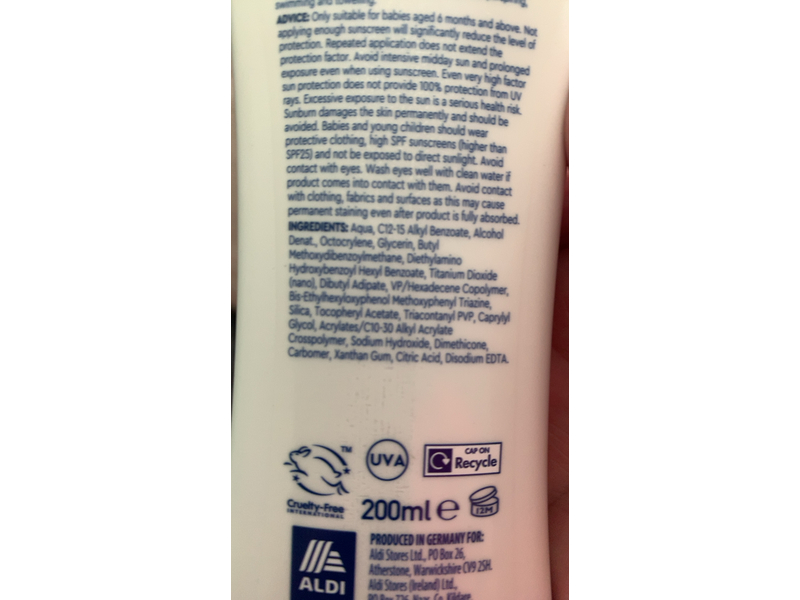 swimming and towelling.
ADVICE: Only suitable for babies aged 6 months and above. Not
applying enough sunscreen will significantly reduce the level of
protection. Repeated application does not extend the
protection factor. Avoid intensive midday sun and prolonged
exposure even when using sunscreen. Even very high factor
sun protection does not provide 100% protection from UV
rays. Excessive exposure to the sun is a serious health risk.
Sunburn damages the skin permanently and should be
avoided. Babies and young children should wear
protective clothing, high SPF sunscreens (higher than
SPF25) and not be exposed to direct sunlight. Avoid
contact with eyes. Wash eyes well with clean water if
product comes into contact with them. Avoid contact
with clothing, fabrics and surfaces as this may cause
permanent staining even after product is fully absorbed.
INGREDIENTS: Aqua, C12-15 Alkyl Benzoate, Alcohol
Denat., Octocrylene, Glycerin, Butyl
Methoxydibenzoylmethane, Diethylamino
Hydroxybenzoyl Hexyl Benzoate, Titanium Dioxide
(nano), Dibutyl Adipate, VP/Hexadecene Copolymer,
Bis-Ethylhexyloxyphenol Methoxyphenyl Triazine,
Silica, Tocopheryl Acetate, Triacontanyl PVP, Caprylyl
Glycol, Acrylates/C10-30 Alkyl Acrylate
Crosspolymer, Sodium Hydroxide, Dimethicone,
Carbomer, Xanthan Gum, Citric Acid, Disodium EDTA.
TM
Cruelty-Free
INTERNATIONAL
UVA
CAP ON
Recycle
200ml e
12M
ALDI
PRODUCED IN GERMANY FOR:
Aldi Stores Ltd., PO Box 26,
Atherstone, Warwickshire CV9 2SH.
Aldi Stores (Ireland) Ltd.,
PO Box 726, Naas, Co. Kildare